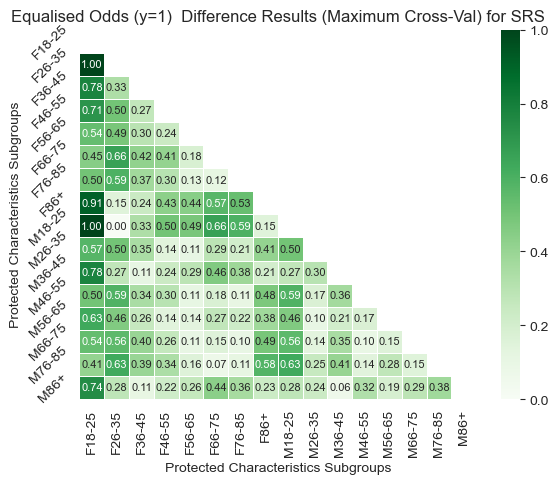 Equalised Odds (y=1)  Difference Results (Maximum Cross-Val) for SRS
Protected Characteristics Subgroups
F18-25
F26-35 1.00
F36-45 0.78 0.33
F46-55 0.71 0.50 0.27
F56-65 0.54 0.49 0.30 0.24
F66-75 0.45 0.66 0.42 0.41 0.18
F76-85 0.50 0.59 0.37 0.30 0.13 0.12
F86+ 0.91 0.15 0.24 0.43 0.44 0.57 0.53
M18-25 1.00 0.00 0.33 0.50 0.49 0.66 0.59 0.15
M26-35 0.57 0.50 0.35 0.14 0.11 0.29 0.21 0.41 0.50
M36-45 0.78 0.27 0.11 0.24 0.29 0.46 0.38 0.21 0.27 0.30
M46-55 0.50 0.59 0.34 0.30 0.11 0.18 0.11 0.48 0.59 0.17 0.36
M56-65 0.63 0.46 0.26 0.14 0.14 0.27 0.22 0.38 0.46 0.10 0.21 0.17
M66-75 0.54 0.56 0.40 0.26 0.11 0.15 0.10 0.49 0.56 0.14 0.35 0.10 0.15
M76-85 0.41 0.63 0.39 0.34 0.16 0.07 0.11 0.58 0.63 0.25 0.41 0.14 0.28 0.15
M86+ 0.74 0.28 0.11 0.22 0.26 0.44 0.36 0.23 0.28 0.24 0.06 0.32 0.19 0.29 0.38
F18-25 F26-35 F36-45 F46-55 F56-65 F66-75 F76-85 F86+ M18-25 M26-35 M36-45 M46-55 M56-65 M66-75 M76-85 M86+
Protected Characteristics Subgroups
1.0
0.8
0.6
0.4
0.2
0.0